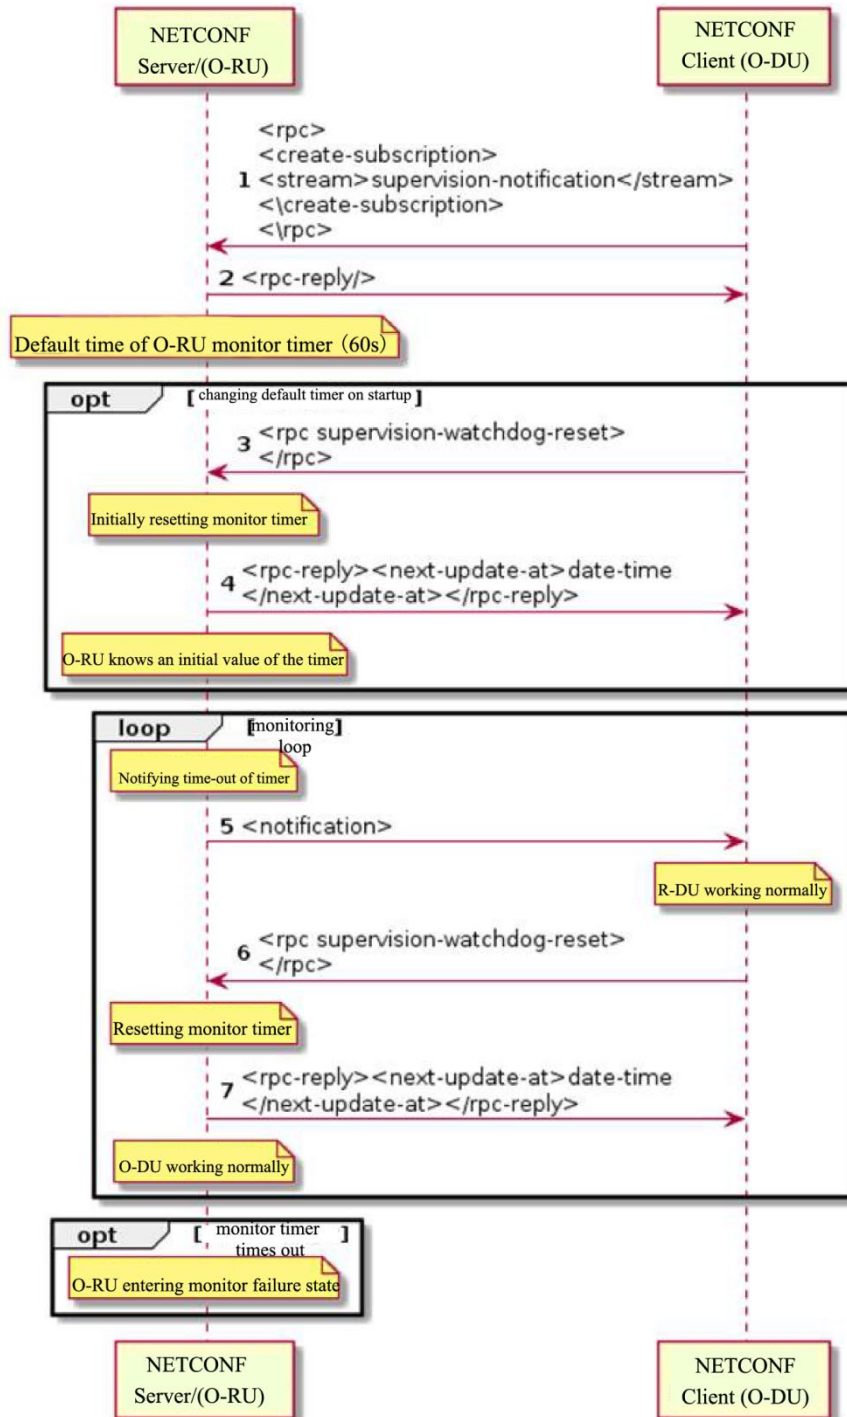 NETCONF
Server/(O-RU)
NETCONF
Client (O-DU)
<rpc>
<create-subscription>
1 <stream>supervision-notification</stream>
<\create-subscription>
<\rpc>
2 <rpc-reply/>
Default time of O-RU monitor timer (60s)
opt [ changing default timer on startup ]
3 <rpc supervision-watchdog-reset>
</rpc>
Initially resetting monitor timer
4 <rpc-reply><next-update-at>date-time
</next-update-at></rpc-reply>
O-RU knows an initial value of the timer
loop [monitoring]
loop
Notifying time-out of timer
5 <notification>
R-DU working normally
6 <rpc supervision-watchdog-reset>
</rpc>
Resetting monitor timer
7 <rpc-reply><next-update-at>date-time
</next-update-at></rpc-reply>
O-DU working normally
opt [ monitor timer ]
times out
O-RU entering monitor failure state
NETCONF
Server/(O-RU)
NETCONF
Client (O-DU)